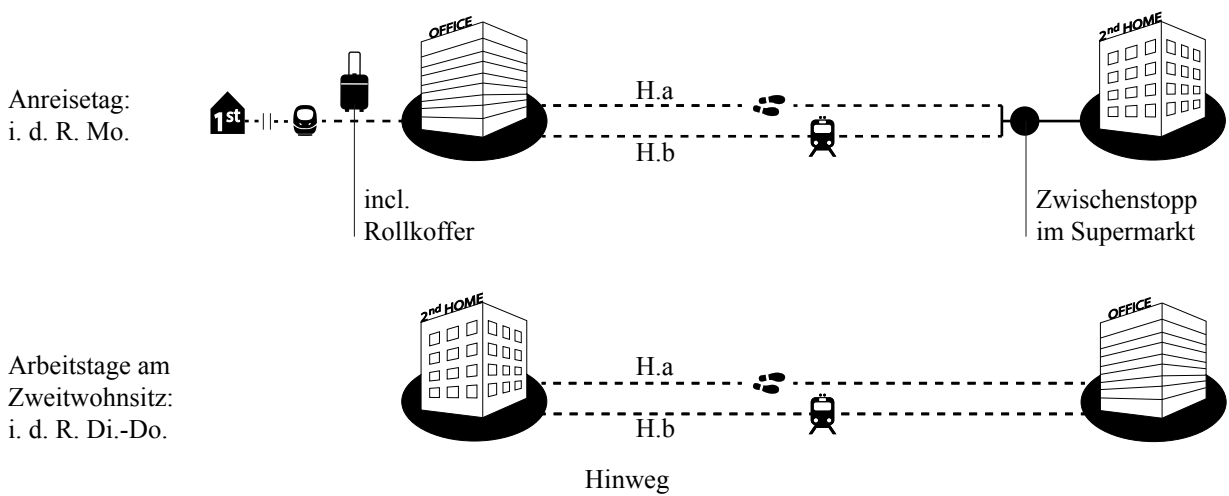 OFFICE
2nd HOME
Anreisetag:
i. d. R. Mo.
1st
H.a
H.b
incl.
Rollkoffer
Zwischenstopp
im Supermarkt
2nd HOME
OFFICE
Arbeitstage am
Zweitwohnsitz:
i. d. R. Di.-Do.
H.a
H.b
Hinweg